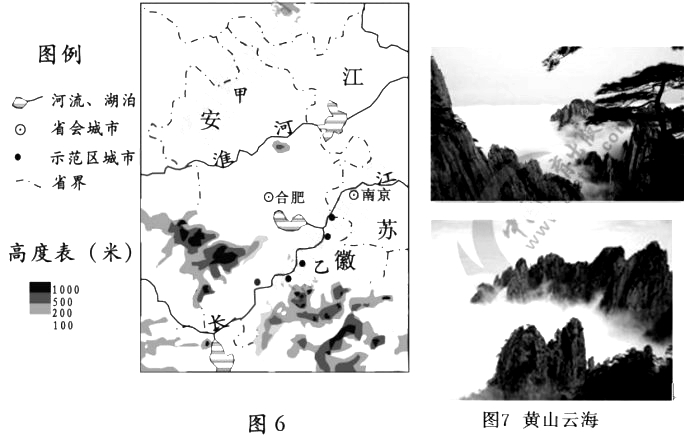 图例
河流、湖泊
省会城市
示范区城市
省界
高度表（米）
1000
500
200
100
甲
江
安
河
淮
江
合肥
南京
苏
徽
乙
长
图6
图7 黄山云海